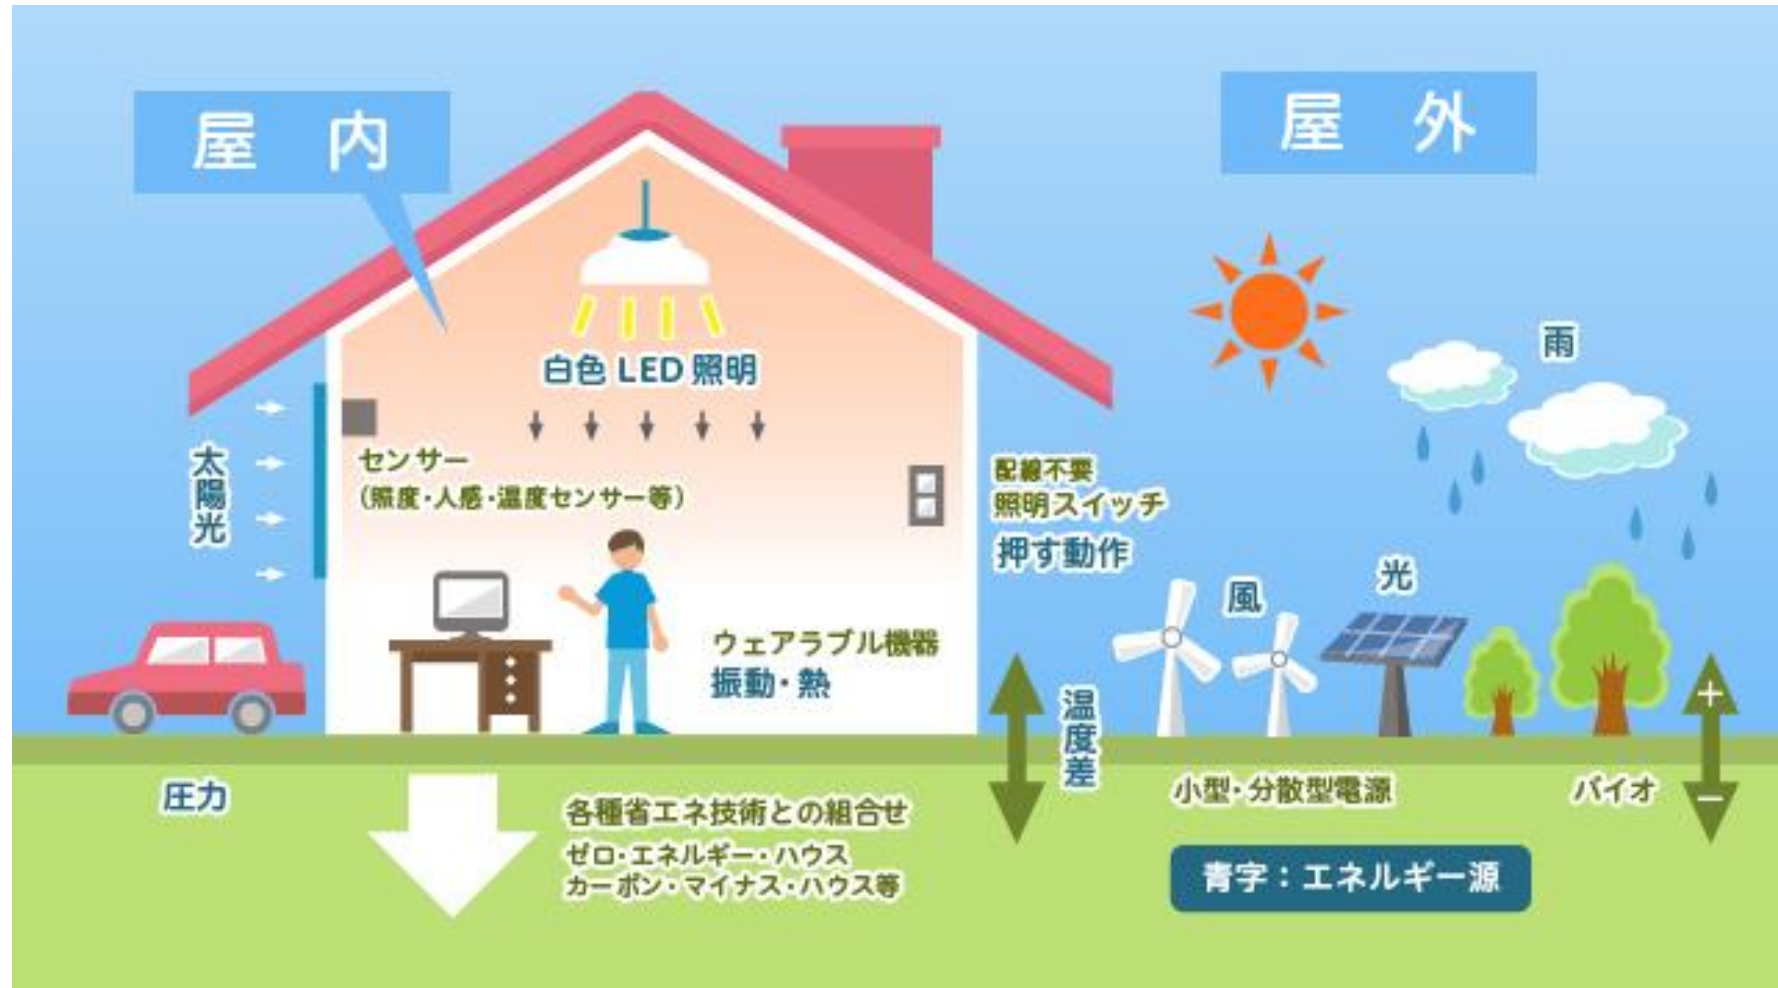 屋 内
屋 外
白色 LED 照明
雨
太陽光
センサー
（照度・人感・温度センサー等）
配線不要
照明スイッチ
押す動作
風
光
ウェアラブル機器
振動・熱
温度差
＋
－
圧力
小型・分散型電源
バイオ
各種省エネ技術との組合せ
ゼロ・エネルギー・ハウス
カーボン・マイナス・ハウス等
青字：エネルギー源